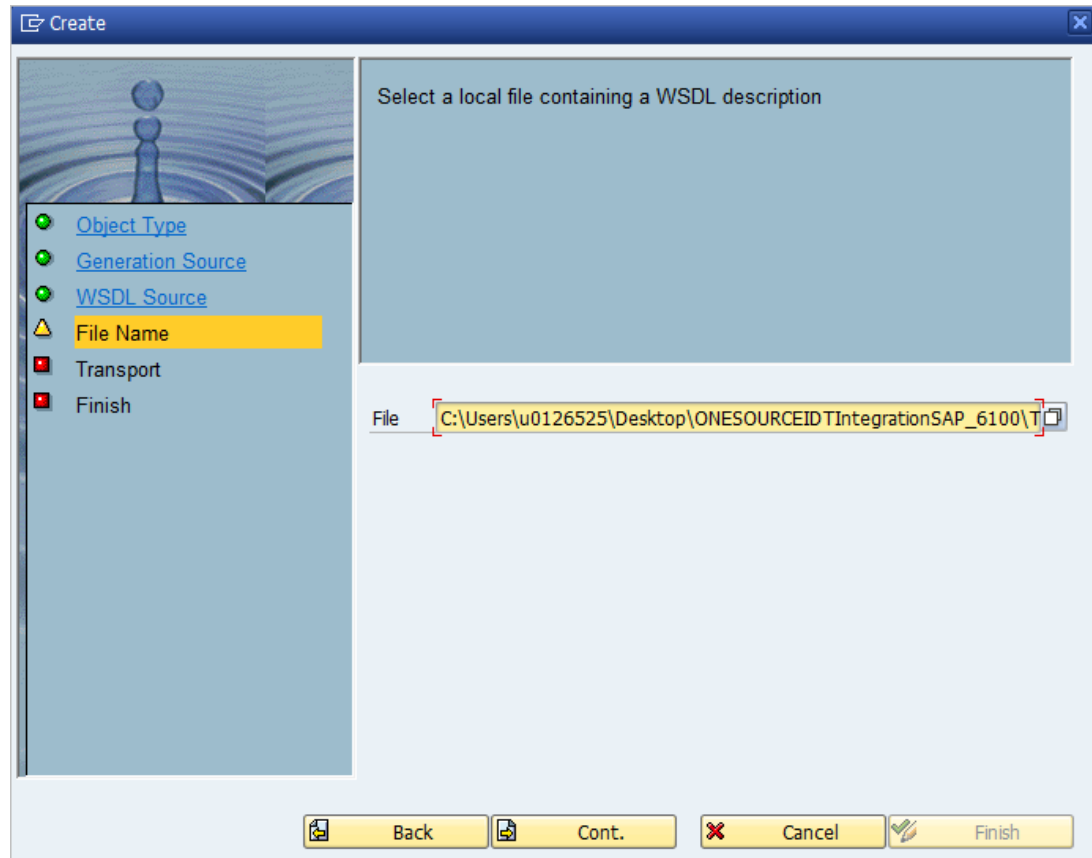 Create
Select a local file containing a WSDL description
Object Type
Generation Source
WSDL Source
File Name
Transport
Finish
File C:\Users\u0126525\Desktop\ONESOURCEIDTIntegrationSAP_6100\T
Back Cont. Cancel Finish